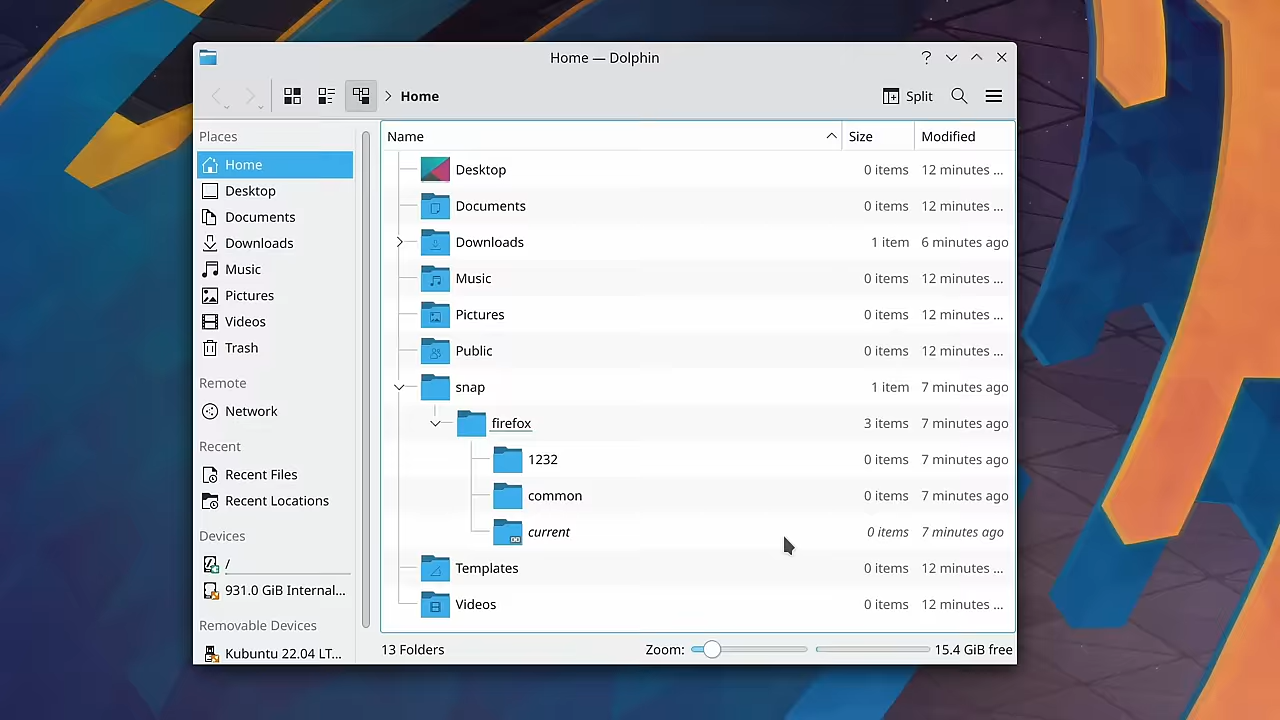 Home — Dolphin
Home
Split
Places
Home
Desktop
Documents
Downloads
Music
Pictures
Videos
Trash
Remote
Network
Recent
Recent Files
Recent Locations
Devices
/
931.0 GiB Internal...
Removable Devices
Kubuntu 22.04 LT...
Name Size Modified
Desktop 0 items 12 minutes ...
Documents 0 items 12 minutes ...
Downloads 1 item 6 minutes ago
Music 0 items 12 minutes ...
Pictures 0 items 12 minutes ...
Public 0 items 12 minutes ...
snap 1 item 7 minutes ago
firefox 3 items 7 minutes ago
1232 0 items 7 minutes ago
common 0 items 7 minutes ago
current 0 items 7 minutes ago
Templates 0 items 12 minutes ...
Videos 0 items 12 minutes ...
13 Folders Zoom: 15.4 GiB free